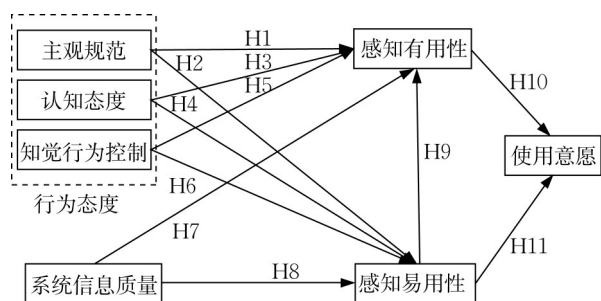 主观规范
认知态度
知觉行为控制
行为态度
系统信息质量
H1
H2
H3
H4
H5
H6
H7
H8
感知有用性
H9
感知易用性
H10
使用意愿
H11